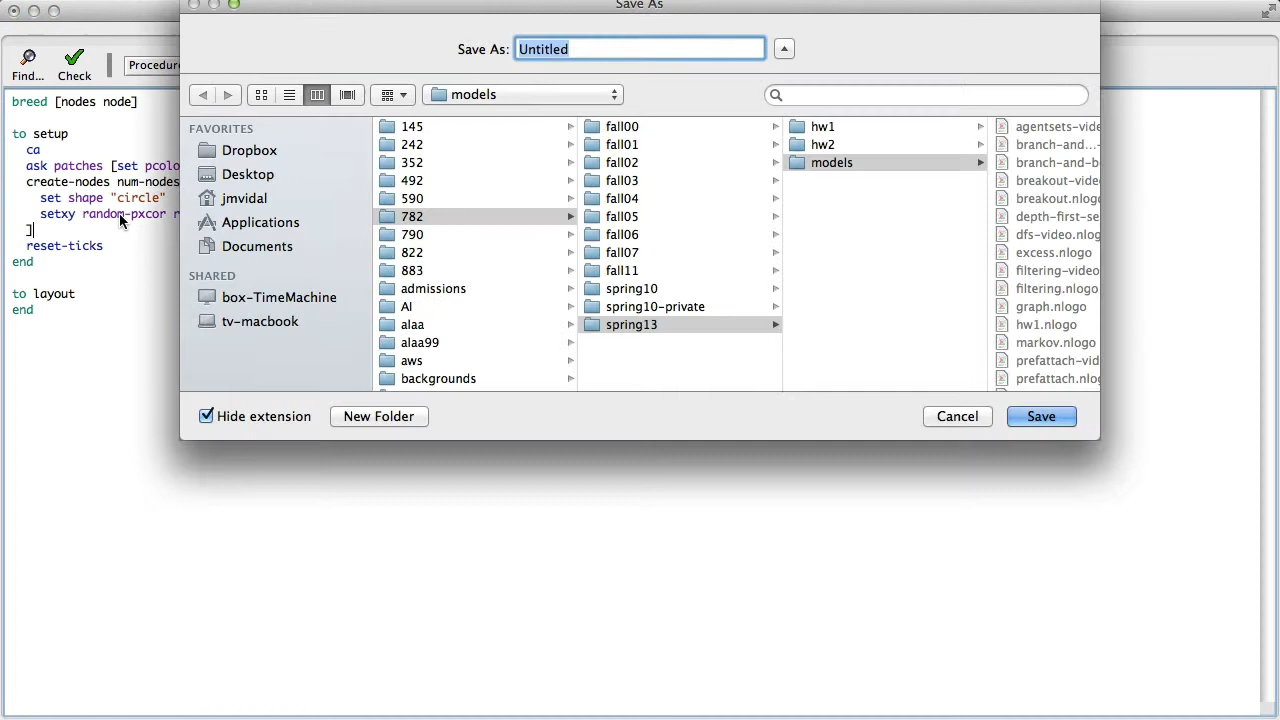 Save As
Save As: Untitled
Find...
Check
Procedur
models
breed [nodes node]
to setup
ca
ask patches [set pcolo
create-nodes num-nodes
set shape "circle"
setxy random-pxcor r
]
reset-ticks
end
to layout
end
FAVORITES
Dropbox
Desktop
jmvidal
Applications
Documents
SHARED
box-TimeMachine
tv-macbook
145
242
352
492
590
782
790
822
883
admissions
AI
alaa
alaa99
aws
backgrounds
fall00
fall01
fall02
fall03
fall04
fall05
fall06
fall07
fall11
spring10
spring10-private
spring13
hw1
hw2
models
agentsets-vide
branch-and...-
branch-and-b
breakout-vide
breakout.nlog
depth-first-se
dfs-video.nlog
excess.nlogo
filtering-video
filtering.nlogo
graph.nlogo
hw1.nlogo
markov.nlogo
prefattach-vid
prefattach.nlo
Hide extension
New Folder
Cancel
Save